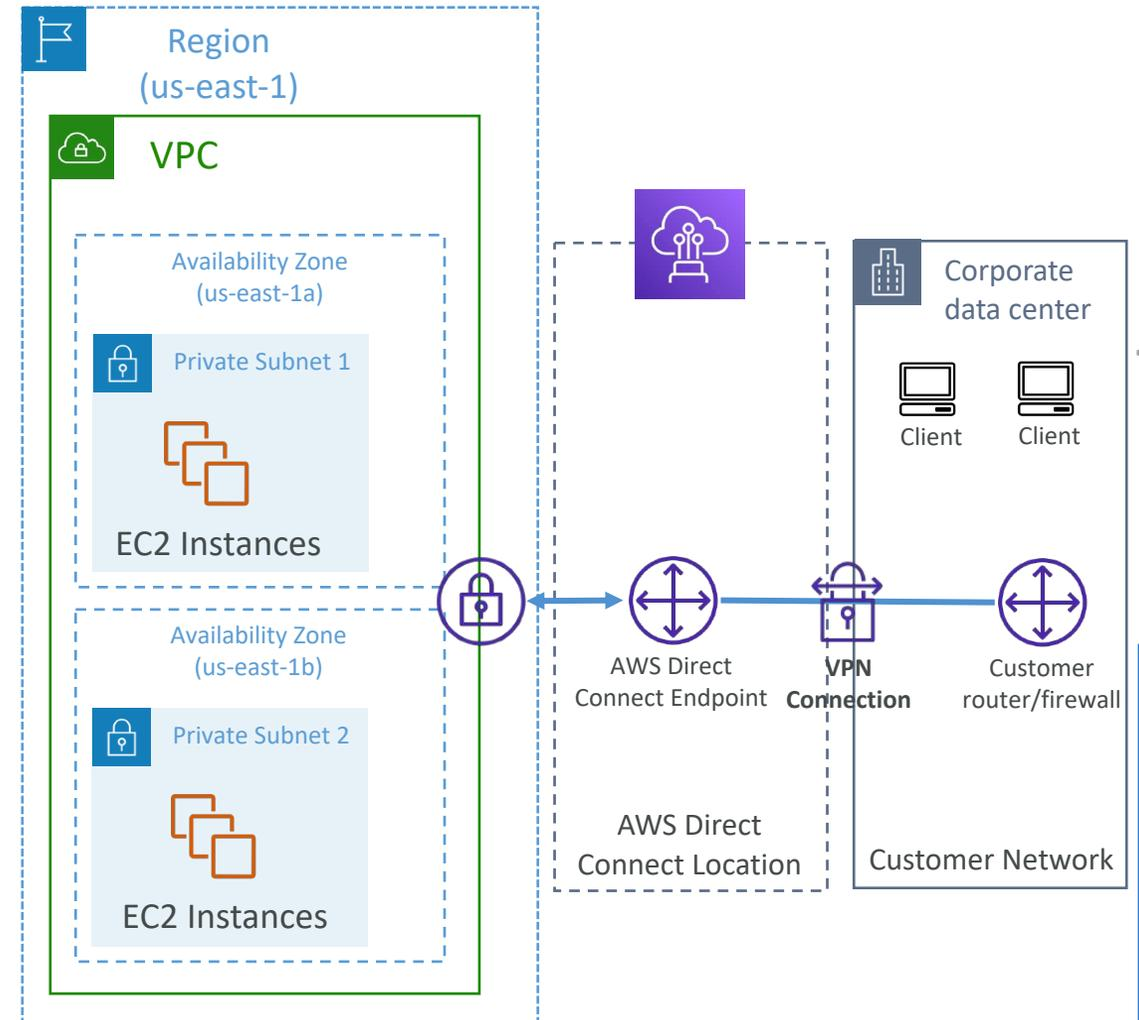 Region
(us-east-1)
VPC
Availability Zone
(us-east-1a)
Private Subnet 1
EC2 Instances
Availability Zone
(us-east-1b)
Private Subnet 2
EC2 Instances
AWS Direct
Connect Endpoint
VPN
Connection
AWS Direct
Connect Location
Corporate
data center
Client
Client
Customer
router/firewall
Customer Network